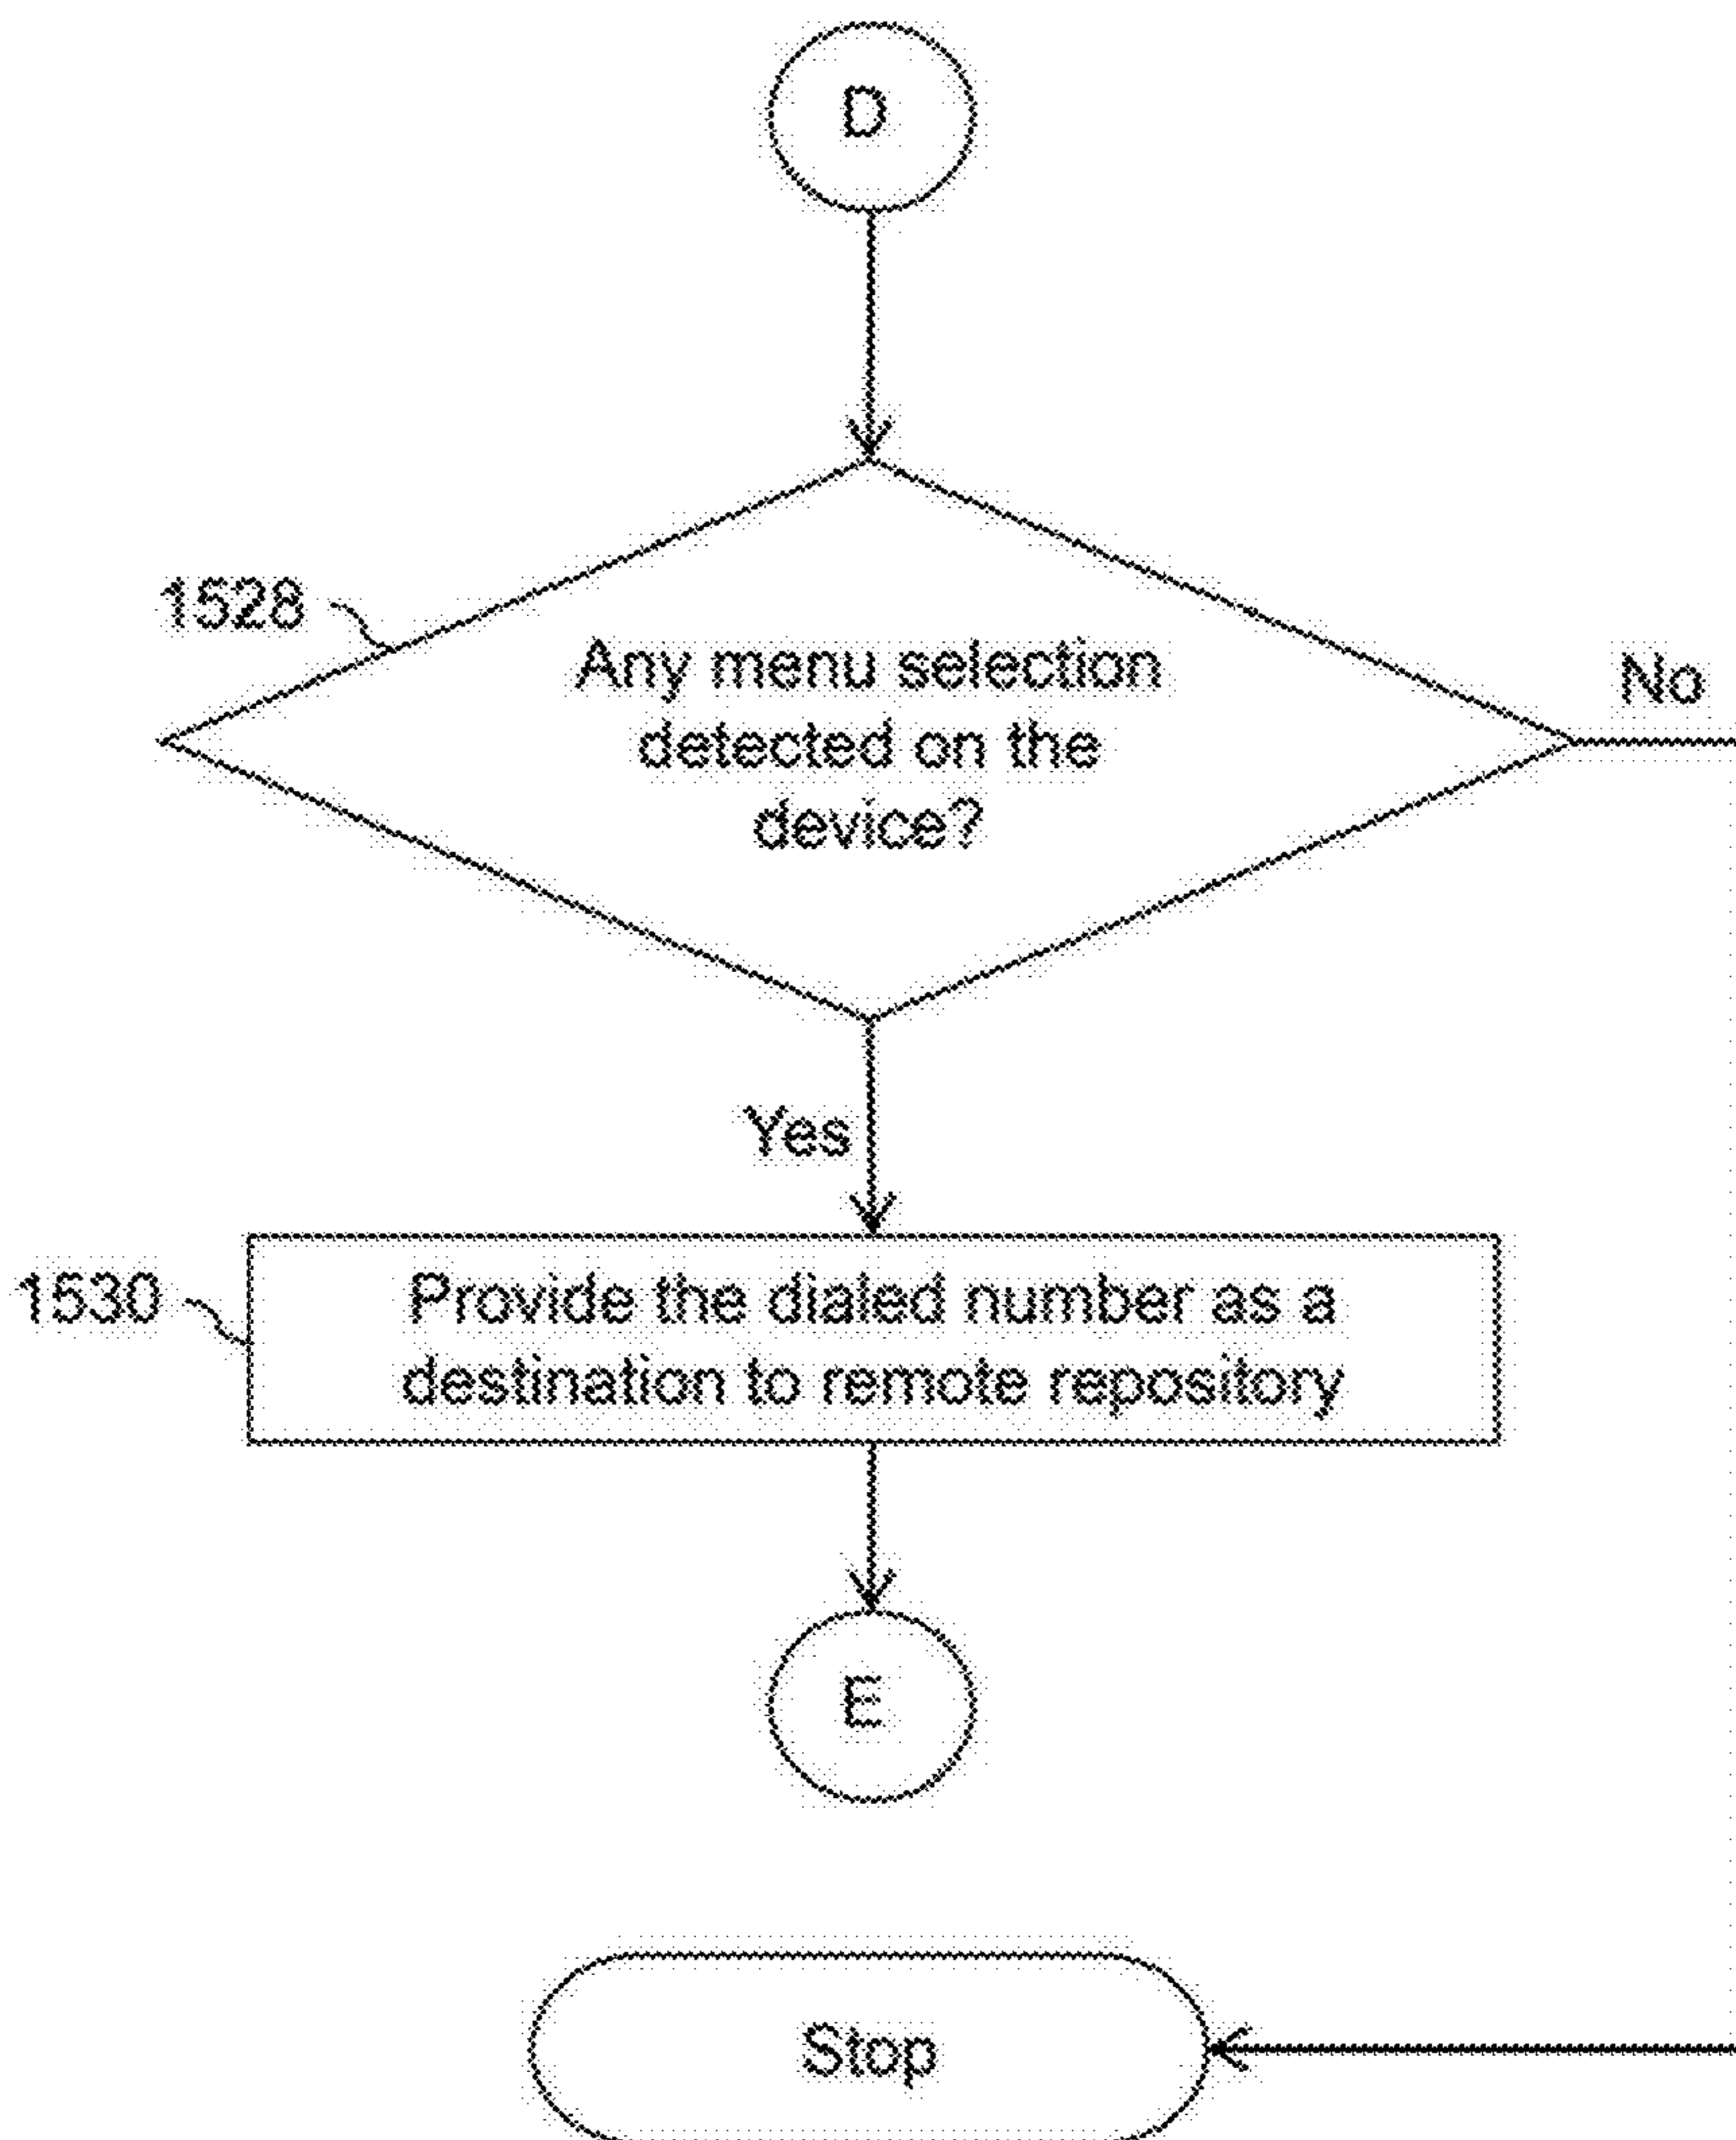 D
1528
Any menu selection
detected on the
device?
No
Yes
1530
Provide the dialed number as a
destination to remote repository
E
Stop